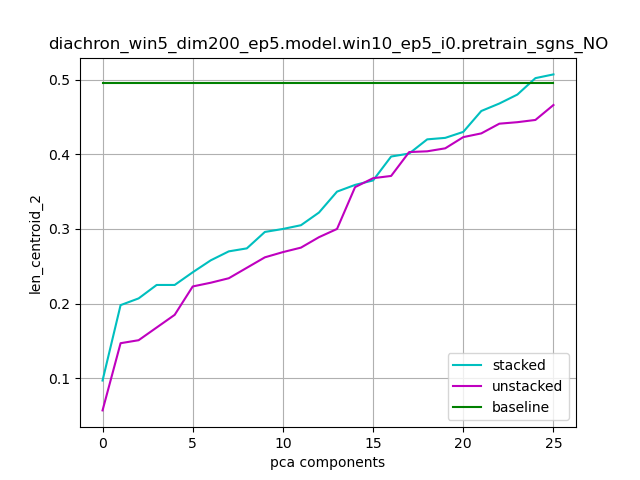 diachron_win5_dim200_ep5.model.win10_ep5_i0.pretrain_sgns_NO
len_centroid_2
0.5
0.4
0.3
0.2
0.1
stacked
unstacked
baseline
0 5 10 15 20 25
pca components